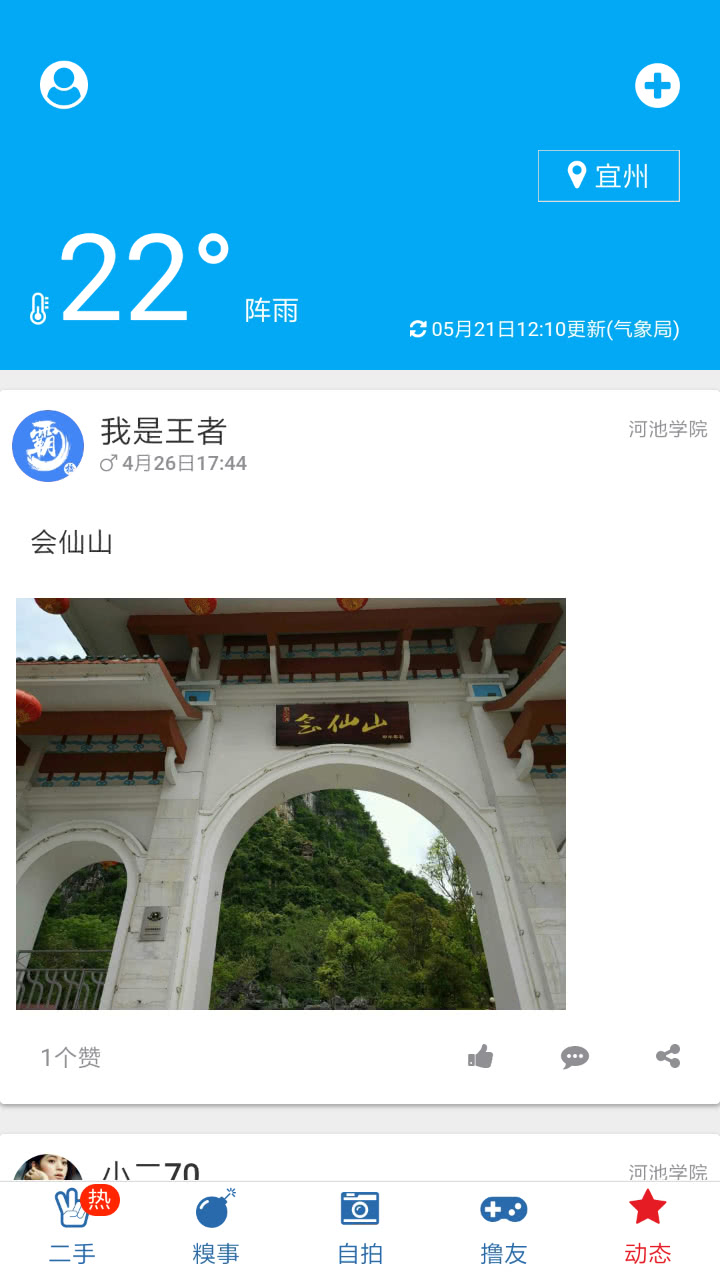 宜州
22°
阵雨
05月21日12:10更新(气象局)
霸
我是王者
河池学院
4月26日17:44
会仙山
会仙山
1个赞
小二70
河池学院
热
二手
糗事
自拍
撸友
动态